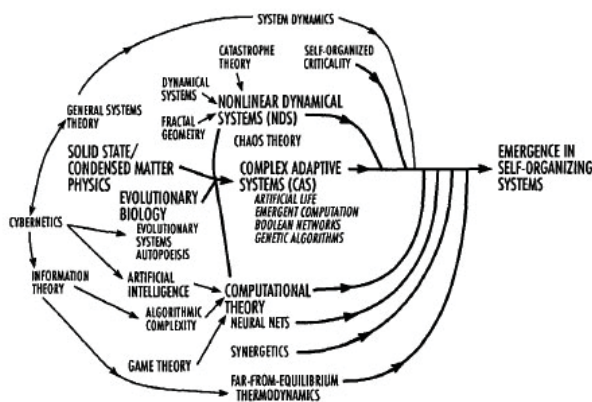 SYSTEM DYNAMICS
CATASTROPHE
THEORY
SELF-ORGANIZED
CRITICALITY
DYNAMICAL
SYSTEMS
NONLINEAR DYNAMICAL
SYSTEMS (NDS)
GENERAL SYSTEMS
THEORY
FRACTAL
GEOMETRY
CHAOS THEORY
SOLID STATE/
CONDENSED MATTER
PHYSICS
COMPLEX ADAPTIVE
SYSTEMS (CAS)
ARTIFICIAL LIFE
EMERGENT COMPUTATION
BOOLEAN NETWORKS
GENETIC ALGORITHMS
EMERGENCE IN
SELF-ORGANIZING
SYSTEMS
EVOLUTIONARY
BIOLOGY
EVOLUTIONARY
SYSTEMS
AUTOPOEISIS
CYBERNETICS
INFORMATION
THEORY
ARTIFICIAL
INTELLIGENCE
COMPUTATIONAL
THEORY
NEURAL NETS
ALGORITHMIC
COMPLEXITY
SYNERGETICS
GAME THEORY
FAR-FROM-EQUILIBRIUM
THERMODYNAMICS